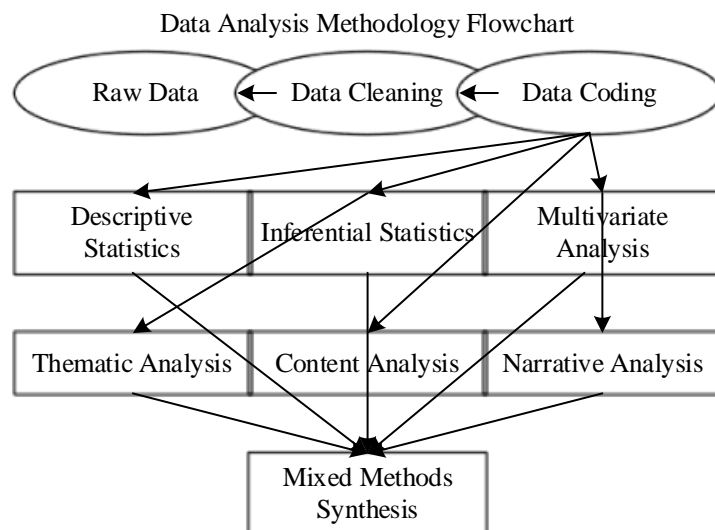 Data Analysis Methodology Flowchart
Raw Data
Data Cleaning
Data Coding
Descriptive
Statistics
Inferential Statistics
Multivariate
Analysis
Thematic Analysis
Content Analysis
Narrative Analysis
Mixed Methods
Synthesis